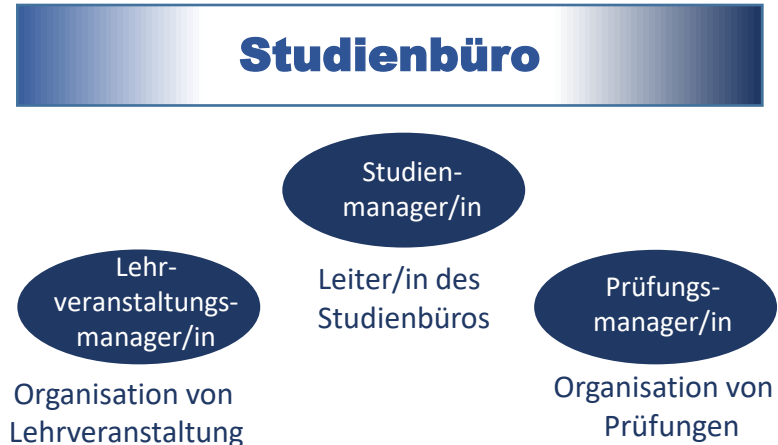 Studienbüro
Studien-
manager/in
Leiter/in des
Studienbüros
Lehr-
veranstaltungs-
manager/in
Organisation von
Lehrveranstaltung
Prüfungs-
manager/in
Organisation von
Prüfungen